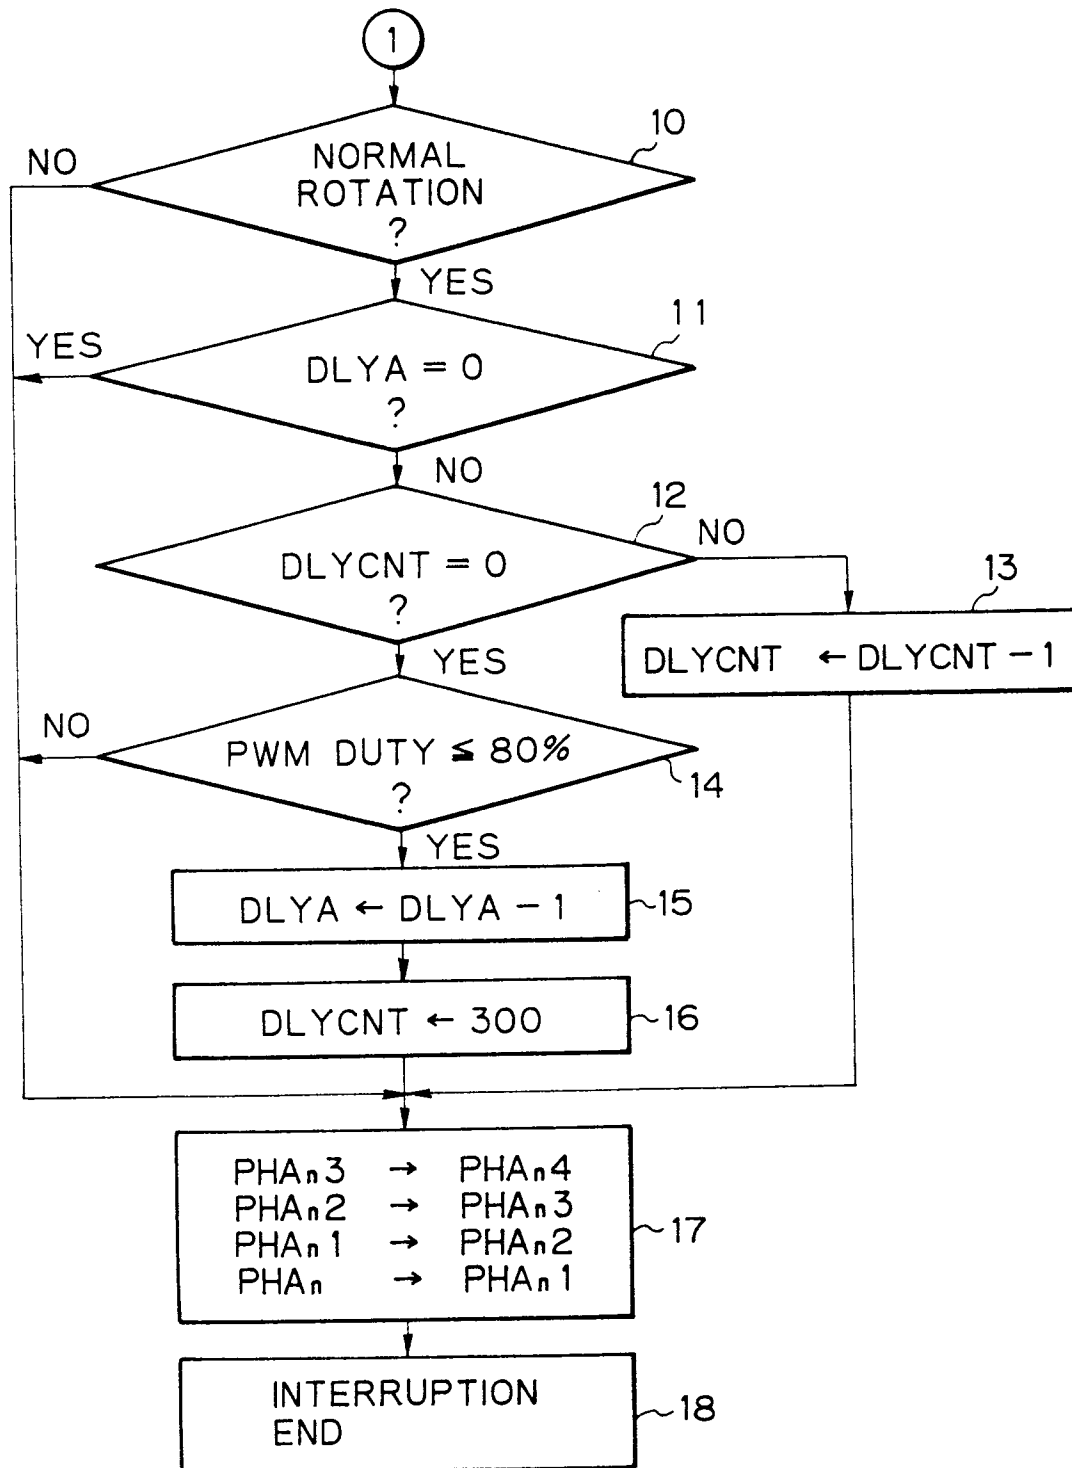 1
10
NO
NORMAL
ROTATION
?
YES
11
YES
DLYA = 0
?
NO
12
NO
DLYCNT = 0
?
13
DLYCNT ← DLYCNT - 1
YES
NO
PWM DUTY ≦ 80%
?
14
YES
DLYA ← DLYA - 1
15
DLYCNT ← 300
16
PHAn3 → PHAn4
PHAn2 → PHAn3
PHAn1 → PHAn2
PHAn → PHAn1
17
INTERRUPTION
END
18